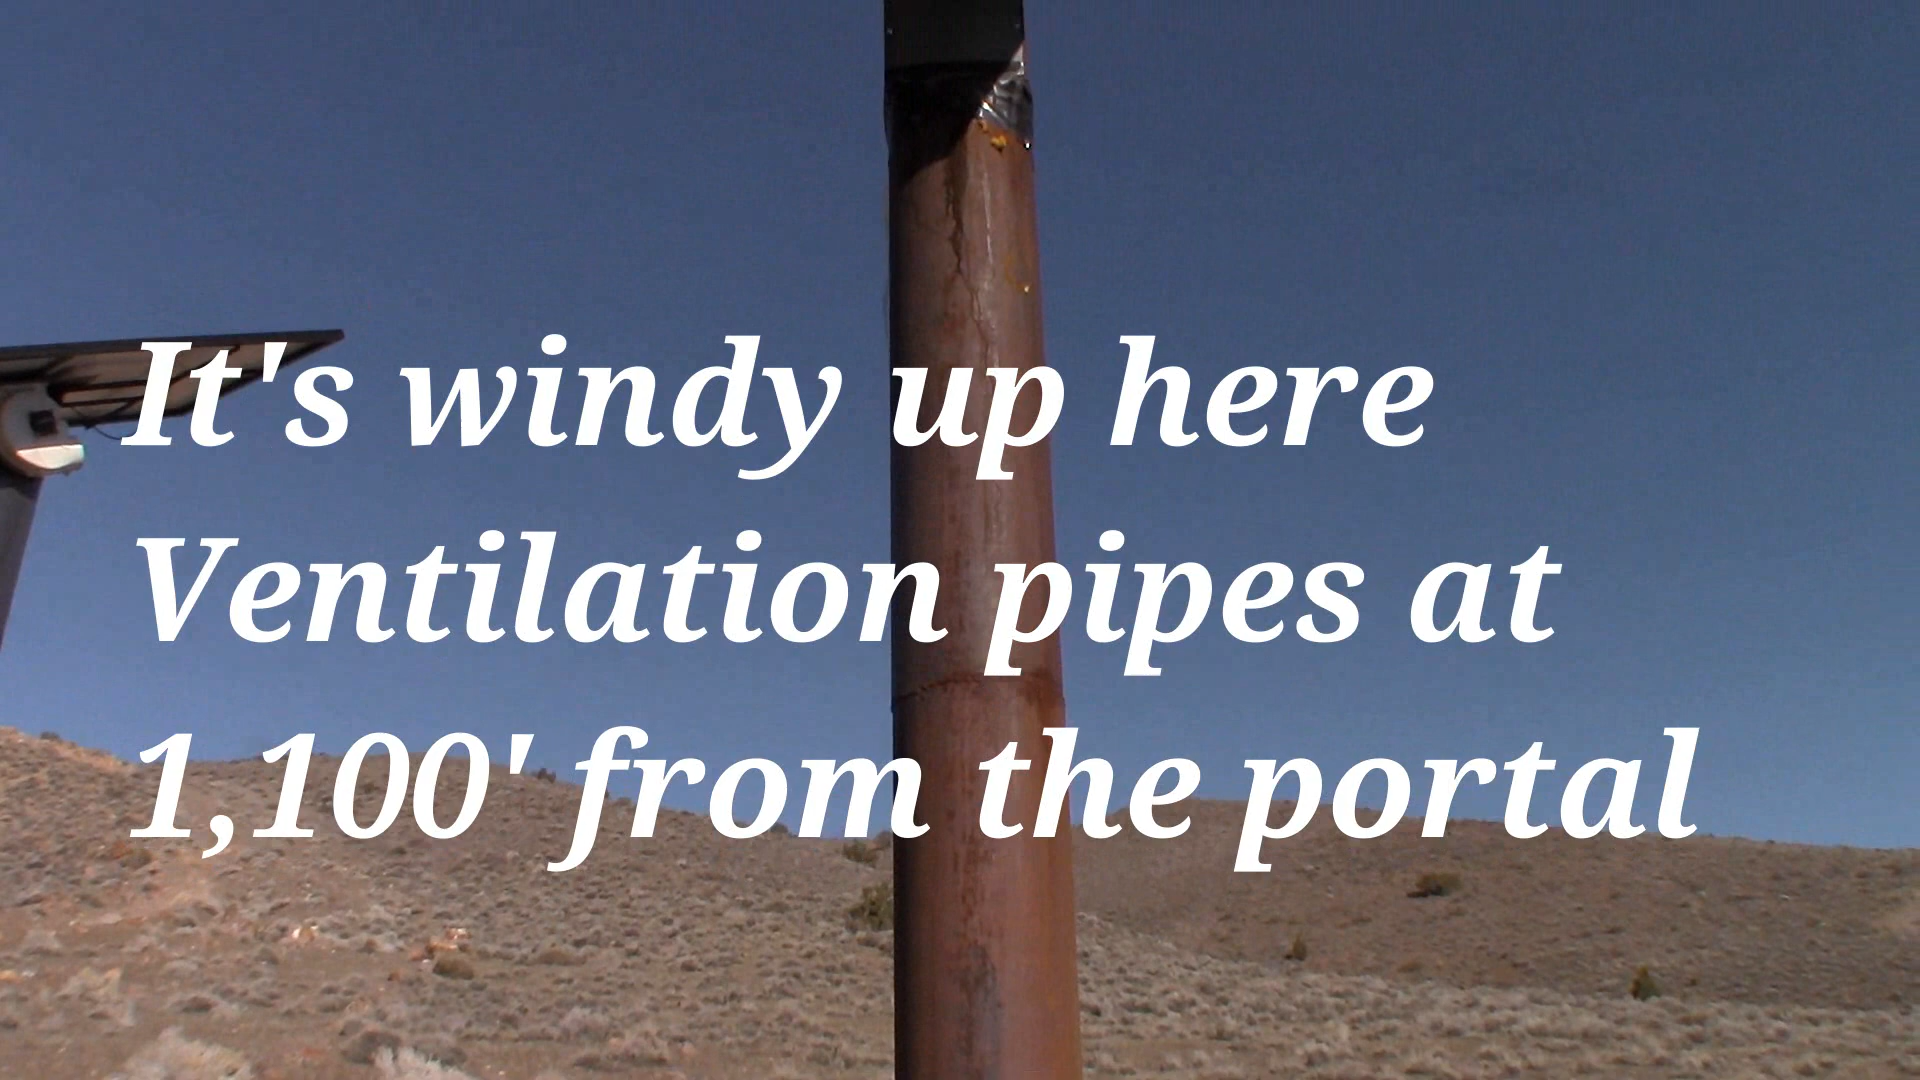 It's windy up here
Ventilation pipes at
1,100' from the portal